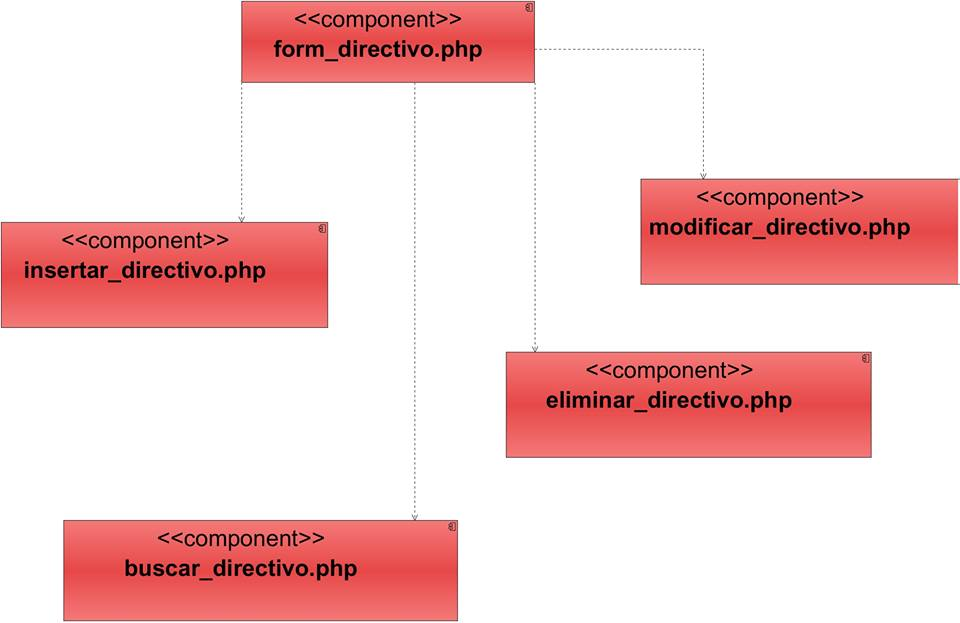 <<component>>
form_directivo.php
<<component>>
modificar_directivo.php
<<component>>
insertar_directivo.php
<<component>>
eliminar_directivo.php
<<component>>
buscar_directivo.php